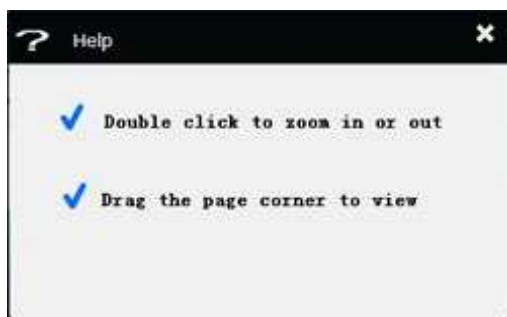 Help
Double click to zoom in or out
Drag the page corner to view